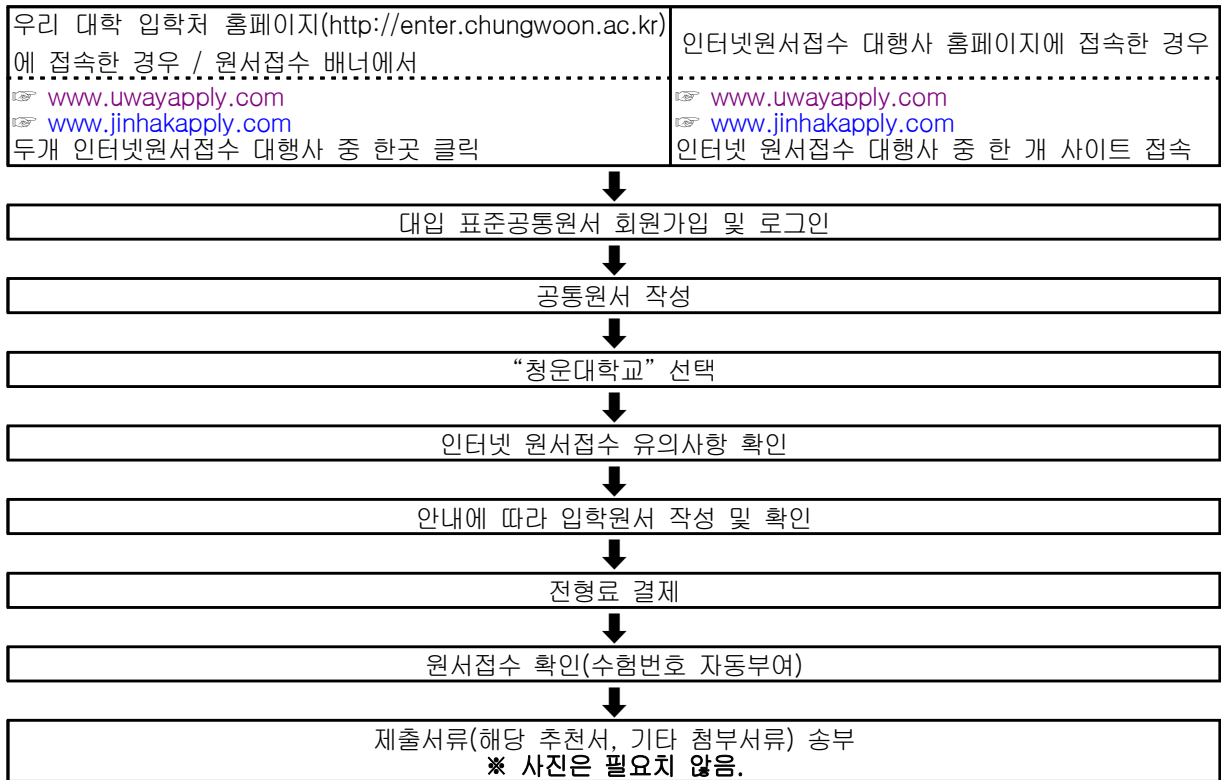 우리 대학 입학처 홈페이지(http://enter.chungwoon.ac.kr)
에 접속한 경우 / 원서접수 배너에서
☞ www.uwayapply.com
☞ www.jinhakapply.com
두개 인터넷원서접수 대행사 중 한곳 클릭
인터넷원서접수 대행사 홈페이지에 접속한 경우
☞ www.uwayapply.com
☞ www.jinhakapply.com
인터넷 원서접수 대행사 중 한 개 사이트 접속
대입 표준공통원서 회원가입 및 로그인
공통원서 작성
“청운대학교” 선택
인터넷 원서접수 유의사항 확인
안내에 따라 입학원서 작성 및 확인
전형료 결제
원서접수 확인(수험번호 자동부여)
제출서류(해당 추천서, 기타 첨부서류) 송부
※ 사진은 필요치 않음.